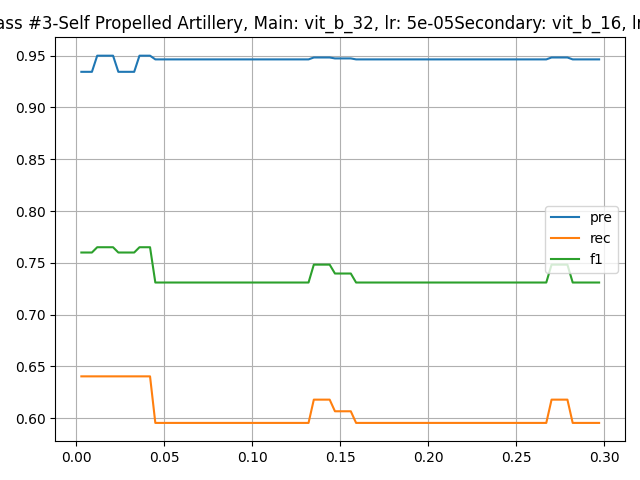 ass #3-Self Propelled Artillery, Main: vit_b_32, lr: 5e-05Secondary: vit_b_16, lr
0.95
0.90
0.85
0.80
0.75
0.70
0.65
0.60
pre
rec
f1
0.00 0.05 0.10 0.15 0.20 0.25 0.30